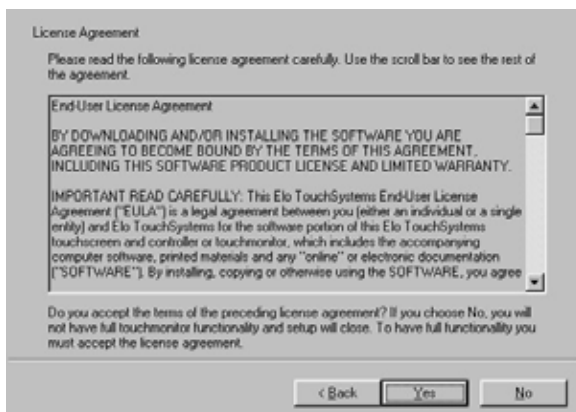 License Agreement
Please read the following license agreement carefully. Use the scroll bar to see the rest of
the agreement.
End-User License Agreement
BY DOWNLOADING AND/OR INSTALLING THE SOFTWARE YOU ARE
AGREEING TO BECOME BOUND BY THE TERMS OF THIS AGREEMENT,
INCLUDING THIS SOFTWARE PRODUCT LICENSE AND LIMITED WARRANTY.
IMPORTANT READ CAREFULLY: This Elo TouchSystems End-User License
Agreement ("EULA") is a legal agreement between you (either an individual or a single
entity) and Elo TouchSystems for the software portion of this Elo TouchSystems
touchscreen and controller or touchmonitor, which includes the accompanying
computer software, printed materials and any "online" or electronic documentation
("SOFTWARE"). By installing, copying or otherwise using the SOFTWARE, you agree
Do you accept the terms of the preceding license agreement? If you choose No, you will
not have full touchmonitor functionality and setup will close. To have full functionallity you
must accept the license agreement.
< Back Yes No